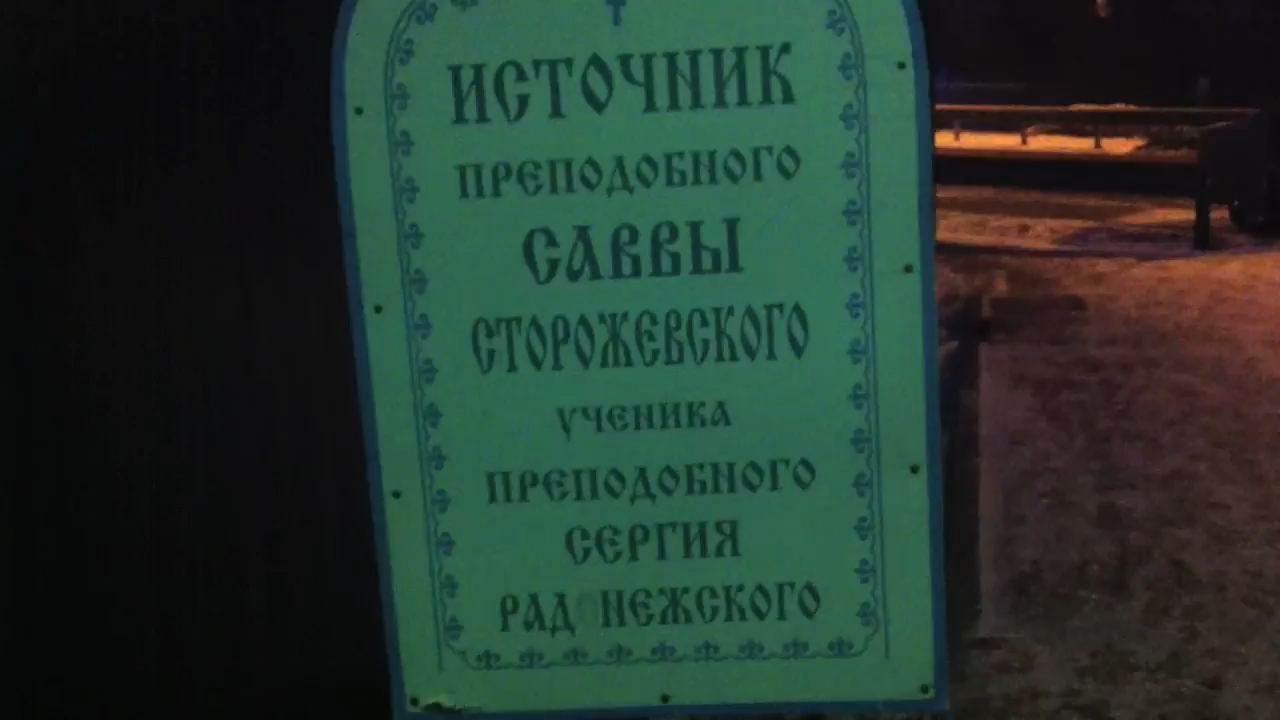 ИСТОЧНИК
ПРЕПОДОБНОГО
САВВЫ
СТОРОЖЕВСКОГО
УЧЕНИКА
ПРЕПОДОБНОГО
СЕРГИЯ
РАДОНЕЖСКОГО